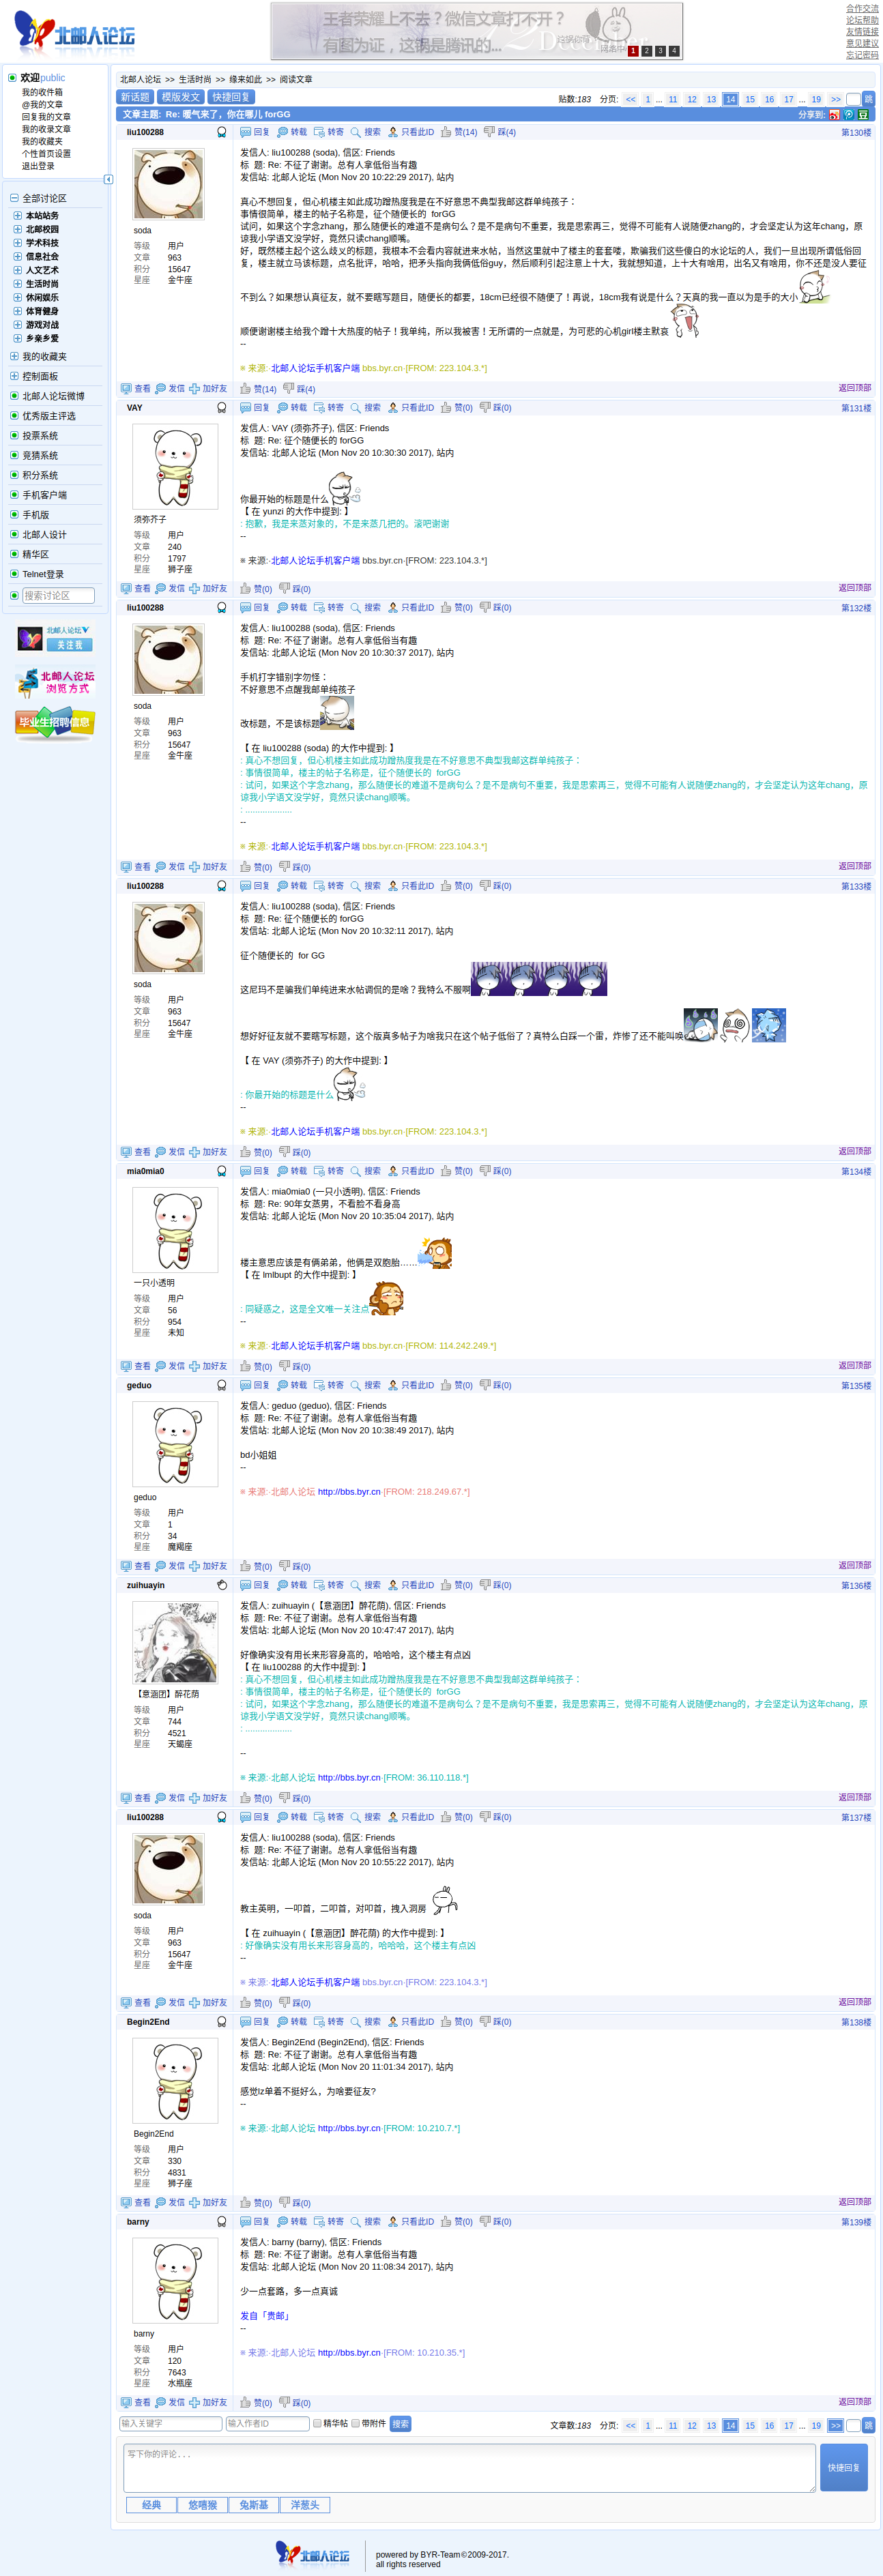 北邮人论坛
王者荣耀上不去？微信文章打不开？
有图为证，这锅是腾讯的...
December
1 2 3 4
合作交流
论坛帮助
友情链接
意见建议
忘记密码
欢迎public
我的收件箱
@我的文章
回复我的文章
我的收录文章
我的收藏夹
个性首页设置
退出登录
全部讨论区
本站站务
北邮校园
学术科技
信息社会
人文艺术
生活时尚
休闲娱乐
体育健身
游戏对战
乡亲乡爱
我的收藏夹
控制面板
北邮人论坛微博
优秀版主评选
投票系统
竞猜系统
积分系统
手机客户端
手机版
北邮人设计
精华区
Telnet登录
搜索讨论区
北邮人论坛
关注我
北邮人论坛
浏览方式
毕业生招聘信息
北邮人论坛 >> 生活时尚 >> 缘来如此 >> 阅读文章
新话题 模版发文 快捷回复
贴数:183 分页: << 1 ... 11 12 13 14 15 16 17 ... 19 >> 跳
文章主题: Re: 暖气来了，你在哪儿 forGG
分享到: 豆
liu100288 回复 转载 转寄 搜索 只看此ID 赞(14) 踩(4) 第130楼
soda
等级 用户
文章 963
积分 15647
星座 金牛座
发信人: liu100288 (soda), 信区: Friends
标 题: Re: 不征了谢谢。总有人拿低俗当有趣
发信站: 北邮人论坛 (Mon Nov 20 10:22:29 2017), 站内
真心不想回复，但心机楼主如此成功蹭热度我是在不好意思不典型我邮这群单纯孩子：
事情很简单，楼主的帖子名称是，征个随便长的 forGG
试问，如果这个字念zhang，那么随便长的难道不是病句么？是不是病句不重要，我是思索再三，觉得不可能有人说随便zhang的，才会坚定认为这年chang，原谅我小学语文没学好，竟然只读chang顺嘴。
好，既然楼主起个这么歧义的标题，我根本不会看内容就进来水帖，当然这里就中了楼主的套套喽，欺骗我们这些傻白的水论坛的人，我们一旦出现所谓低俗回复，楼主就立马该标题，点名批评，哈哈，把矛头指向我俩低俗guy，然后顺利引起注意上十大，我就想知道，上十大有啥用，出名又有啥用，你不还是没人要征
不到么？如果想认真征友，就不要瞎写题目，随便长的都要，18cm已经很不随便了！再说，18cm我有说是什么？天真的我一直以为是手的大小
顺便谢谢楼主给我个蹭十大热度的帖子！我单纯，所以我被害！无所谓的一点就是，为可悲的心机girl楼主默哀
--
※ 来源:·北邮人论坛手机客户端 bbs.byr.cn·[FROM: 223.104.3.*]
查看 发信 加好友 赞(14) 踩(4) 返回顶部
VAY 回复 转载 转寄 搜索 只看此ID 赞(0) 踩(0) 第131楼
须弥芥子
等级 用户
文章 240
积分 1797
星座 狮子座
发信人: VAY (须弥芥子), 信区: Friends
标 题: Re: 征个随便长的 forGG
发信站: 北邮人论坛 (Mon Nov 20 10:30:30 2017), 站内
你最开始的标题是什么
【 在 yunzi 的大作中提到: 】
: 抱歉，我是来蒸对象的，不是来蒸几把的。滚吧谢谢
--
※ 来源:·北邮人论坛手机客户端 bbs.byr.cn·[FROM: 223.104.3.*]
查看 发信 加好友 赞(0) 踩(0) 返回顶部
liu100288 回复 转载 转寄 搜索 只看此ID 赞(0) 踩(0) 第132楼
soda
等级 用户
文章 963
积分 15647
星座 金牛座
发信人: liu100288 (soda), 信区: Friends
标 题: Re: 不征了谢谢。总有人拿低俗当有趣
发信站: 北邮人论坛 (Mon Nov 20 10:30:37 2017), 站内
手机打字错别字勿怪：
不好意思不点醒我邮单纯孩子
改标题，不是该标题
【 在 liu100288 (soda) 的大作中提到: 】
: 真心不想回复，但心机楼主如此成功蹭热度我是在不好意思不典型我邮这群单纯孩子：
: 事情很简单，楼主的帖子名称是，征个随便长的 forGG
: 试问，如果这个字念zhang，那么随便长的难道不是病句么？是不是病句不重要，我是思索再三，觉得不可能有人说随便zhang的，才会坚定认为这年chang，原谅我小学语文没学好，竟然只读chang顺嘴。
: ...................
--
※ 来源:·北邮人论坛手机客户端 bbs.byr.cn·[FROM: 223.104.3.*]
查看 发信 加好友 赞(0) 踩(0) 返回顶部
liu100288 回复 转载 转寄 搜索 只看此ID 赞(0) 踩(0) 第133楼
soda
等级 用户
文章 963
积分 15647
星座 金牛座
发信人: liu100288 (soda), 信区: Friends
标 题: Re: 征个随便长的 forGG
发信站: 北邮人论坛 (Mon Nov 20 10:32:11 2017), 站内
征个随便长的 for GG
这尼玛不是骗我们单纯进来水帖调侃的是啥？我特么不服啊
想好好征友就不要瞎写标题，这个版真多帖子为啥我只在这个帖子低俗了？真特么白踩一个雷，炸惨了还不能叫唤
【 在 VAY (须弥芥子) 的大作中提到: 】
: 你最开始的标题是什么
--
※ 来源:·北邮人论坛手机客户端 bbs.byr.cn·[FROM: 223.104.3.*]
查看 发信 加好友 赞(0) 踩(0) 返回顶部
mia0mia0 回复 转载 转寄 搜索 只看此ID 赞(0) 踩(0) 第134楼
一只小透明
等级 用户
文章 56
积分 954
星座 未知
发信人: mia0mia0 (一只小透明), 信区: Friends
标 题: Re: 90年女蒸男，不看脸不看身高
发信站: 北邮人论坛 (Mon Nov 20 10:35:04 2017), 站内
楼主意思应该是有俩弟弟，他俩是双胞胎……
【 在 lmlbupt 的大作中提到: 】
: 同疑惑之，这是全文唯一关注点
--
※ 来源:·北邮人论坛手机客户端 bbs.byr.cn·[FROM: 114.242.249.*]
查看 发信 加好友 赞(0) 踩(0) 返回顶部
geduo 回复 转载 转寄 搜索 只看此ID 赞(0) 踩(0) 第135楼
geduo
等级 用户
文章 1
积分 34
星座 魔羯座
发信人: geduo (geduo), 信区: Friends
标 题: Re: 不征了谢谢。总有人拿低俗当有趣
发信站: 北邮人论坛 (Mon Nov 20 10:38:49 2017), 站内
bd小姐姐
--
※ 来源:·北邮人论坛 http://bbs.byr.cn·[FROM: 218.249.67.*]
查看 发信 加好友 赞(0) 踩(0) 返回顶部
zuihuayin 回复 转载 转寄 搜索 只看此ID 赞(0) 踩(0) 第136楼
【意涵团】醉花荫
等级 用户
文章 744
积分 4521
星座 天蝎座
发信人: zuihuayin (【意涵团】醉花荫), 信区: Friends
标 题: Re: 不征了谢谢。总有人拿低俗当有趣
发信站: 北邮人论坛 (Mon Nov 20 10:47:47 2017), 站内
好像确实没有用长来形容身高的，哈哈哈，这个楼主有点凶
【 在 liu100288 的大作中提到: 】
: 真心不想回复，但心机楼主如此成功蹭热度我是在不好意思不典型我邮这群单纯孩子：
: 事情很简单，楼主的帖子名称是，征个随便长的 forGG
: 试问，如果这个字念zhang，那么随便长的难道不是病句么？是不是病句不重要，我是思索再三，觉得不可能有人说随便zhang的，才会坚定认为这年chang，原谅我小学语文没学好，竟然只读chang顺嘴。
: ...................
--
※ 来源:·北邮人论坛 http://bbs.byr.cn·[FROM: 36.110.118.*]
查看 发信 加好友 赞(0) 踩(0) 返回顶部
liu100288 回复 转载 转寄 搜索 只看此ID 赞(0) 踩(0) 第137楼
soda
等级 用户
文章 963
积分 15647
星座 金牛座
发信人: liu100288 (soda), 信区: Friends
标 题: Re: 不征了谢谢。总有人拿低俗当有趣
发信站: 北邮人论坛 (Mon Nov 20 10:55:22 2017), 站内
教主英明，一叩首，二叩首，对叩首，拽入洞房
【 在 zuihuayin (【意涵团】醉花荫) 的大作中提到: 】
: 好像确实没有用长来形容身高的，哈哈哈，这个楼主有点凶
--
※ 来源:·北邮人论坛手机客户端 bbs.byr.cn·[FROM: 223.104.3.*]
查看 发信 加好友 赞(0) 踩(0) 返回顶部
Begin2End 回复 转载 转寄 搜索 只看此ID 赞(0) 踩(0) 第138楼
Begin2End
等级 用户
文章 330
积分 4831
星座 狮子座
发信人: Begin2End (Begin2End), 信区: Friends
标 题: Re: 不征了谢谢。总有人拿低俗当有趣
发信站: 北邮人论坛 (Mon Nov 20 11:01:34 2017), 站内
感觉lz单着不挺好么，为啥要征友?
--
※ 来源:·北邮人论坛 http://bbs.byr.cn·[FROM: 10.210.7.*]
查看 发信 加好友 赞(0) 踩(0) 返回顶部
barny 回复 转载 转寄 搜索 只看此ID 赞(0) 踩(0) 第139楼
barny
等级 用户
文章 120
积分 7643
星座 水瓶座
发信人: barny (barny), 信区: Friends
标 题: Re: 不征了谢谢。总有人拿低俗当有趣
发信站: 北邮人论坛 (Mon Nov 20 11:08:34 2017), 站内
少一点套路，多一点真诚
发自「贵邮」
--
※ 来源:·北邮人论坛 http://bbs.byr.cn·[FROM: 10.210.35.*]
查看 发信 加好友 赞(0) 踩(0) 返回顶部
输入关键字 输入作者ID 精华帖 带附件 搜索
文章数:183 分页: << 1 ... 11 12 13 14 15 16 17 ... 19 >> 跳
写下你的评论...
快捷回复
经典 悠嘻猴 兔斯基 洋葱头
北邮人论坛
powered by BYR-Team©2009-2017.
all rights reserved